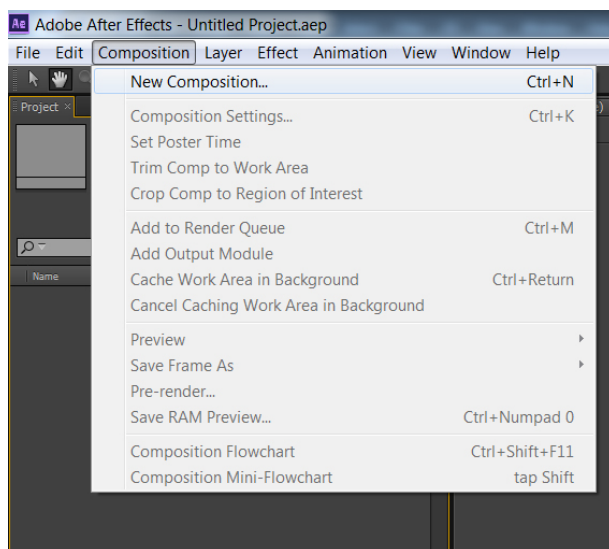 Ae Adobe After Effects - Untitled Project.aep
File Edit Composition Layer Effect Animation View Window Help
New Composition... Ctrl+N
Project ×
Composition Settings... Ctrl+K
Set Poster Time
Trim Comp to Work Area
Crop Comp to Region of Interest
Add to Render Queue Ctrl+M
Add Output Module
Name
Cache Work Area in Background Ctrl+Return
Cancel Caching Work Area in Background
Preview
Save Frame As
Pre-render...
Save RAM Preview... Ctrl+Numpad 0
Composition Flowchart Ctrl+Shift+F11
Composition Mini-Flowchart tap Shift